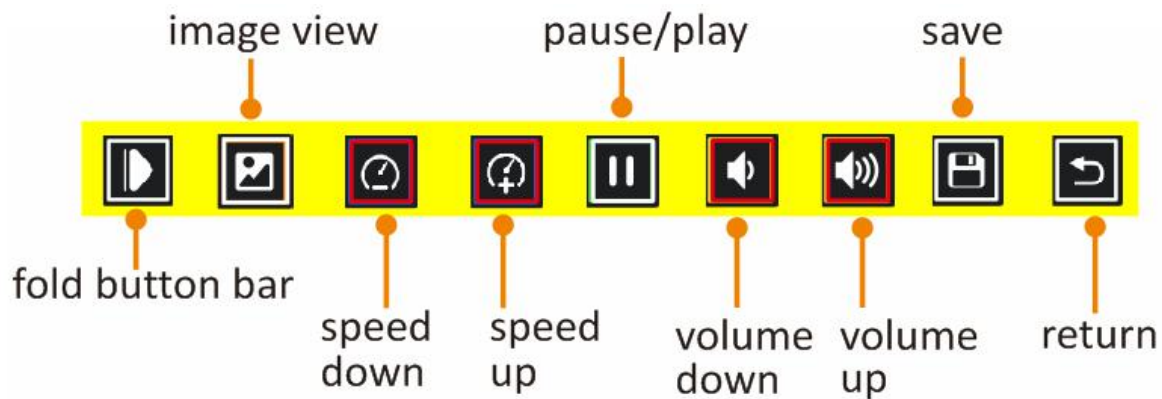 image view
pause/play
save
fold button bar
speed
down
speed
up
volume
down
volume
up
return